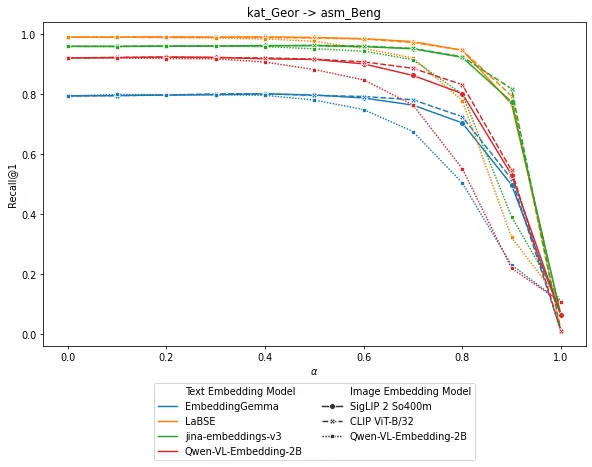 kat_Geor -> asm_Beng
Recall@1
1.0
0.8
0.6
0.4
0.2
0.0
0.0 0.2 0.4 0.6 0.8 1.0
α
Text Embedding Model Image Embedding Model
EmbeddingGemma SigLIP 2 So400m
LaBSE CLIP ViT-B/32
jina-embeddings-v3 Qwen-VL-Embedding-2B
Qwen-VL-Embedding-2B